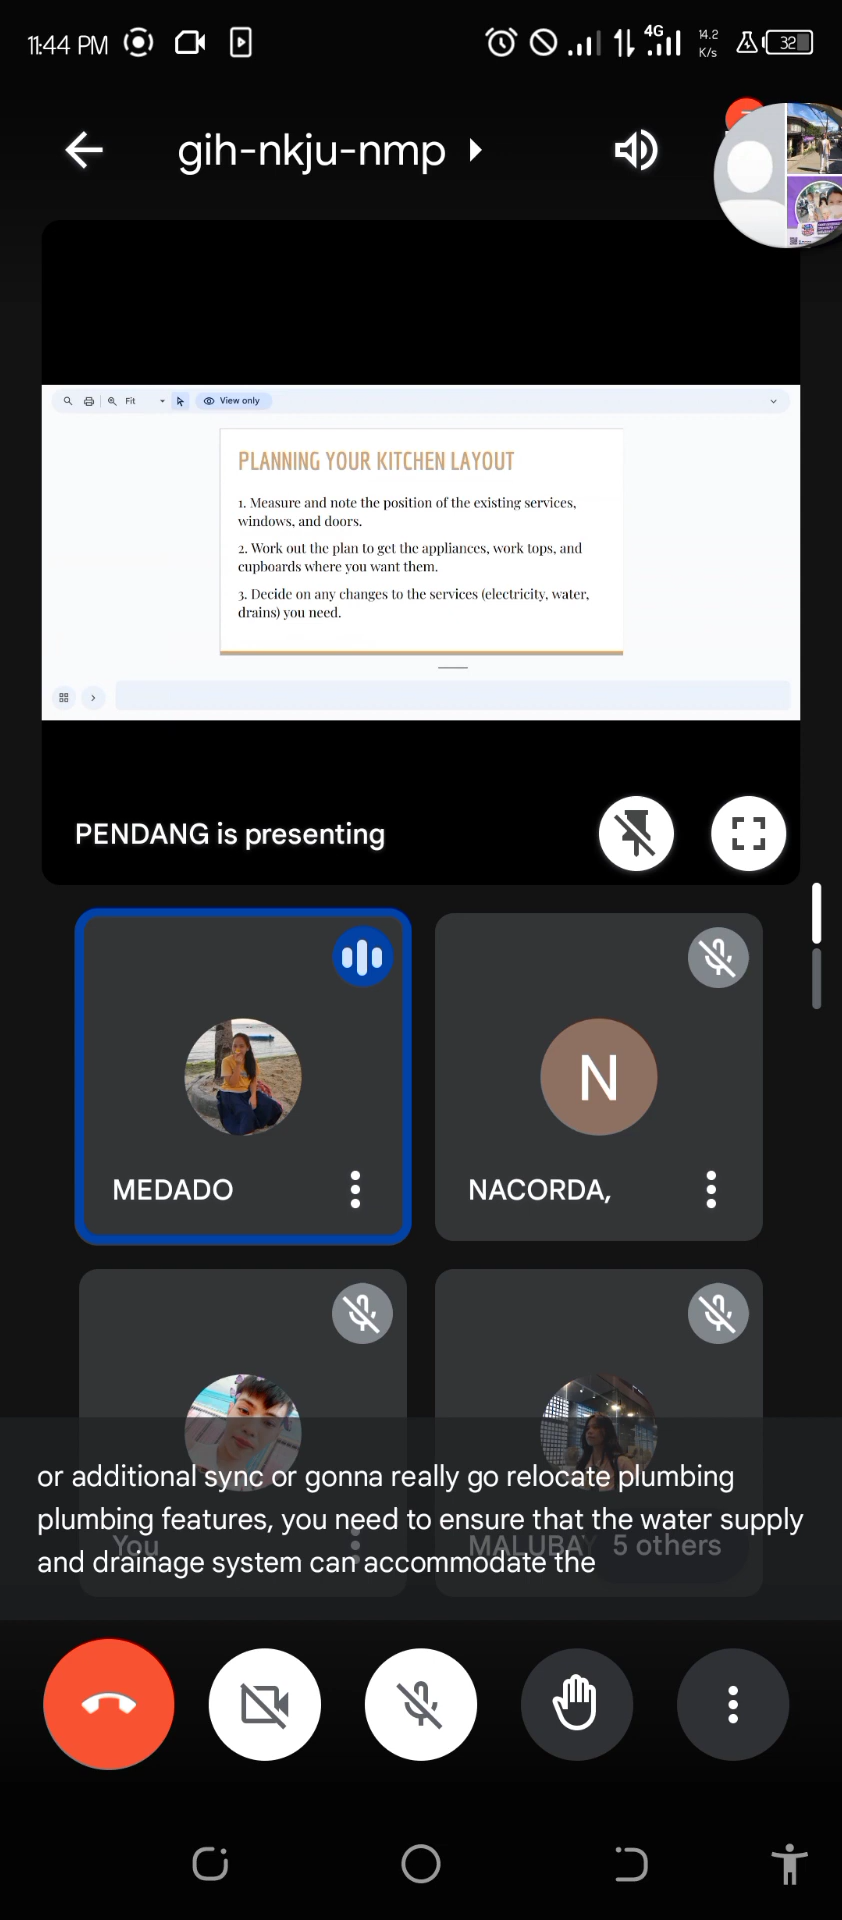 11:44 PM 4G 14.2 K/s 32
gih-nkju-nmp
Fit View only
PLANNING YOUR KITCHEN LAYOUT
1. Measure and note the position of the existing services,
windows, and doors.
2. Work out the plan to get the appliances, work tops, and
cupboards where you want them.
3. Decide on any changes to the services (electricity, water,
drains) you need.
PENDANG is presenting
MEDADO
N
NACORDA,
or additional sync or gonna really go relocate plumbing
plumbing features, you need to ensure that the water supply
and drainage system can accommodate the
You
MALUBAY 5 others